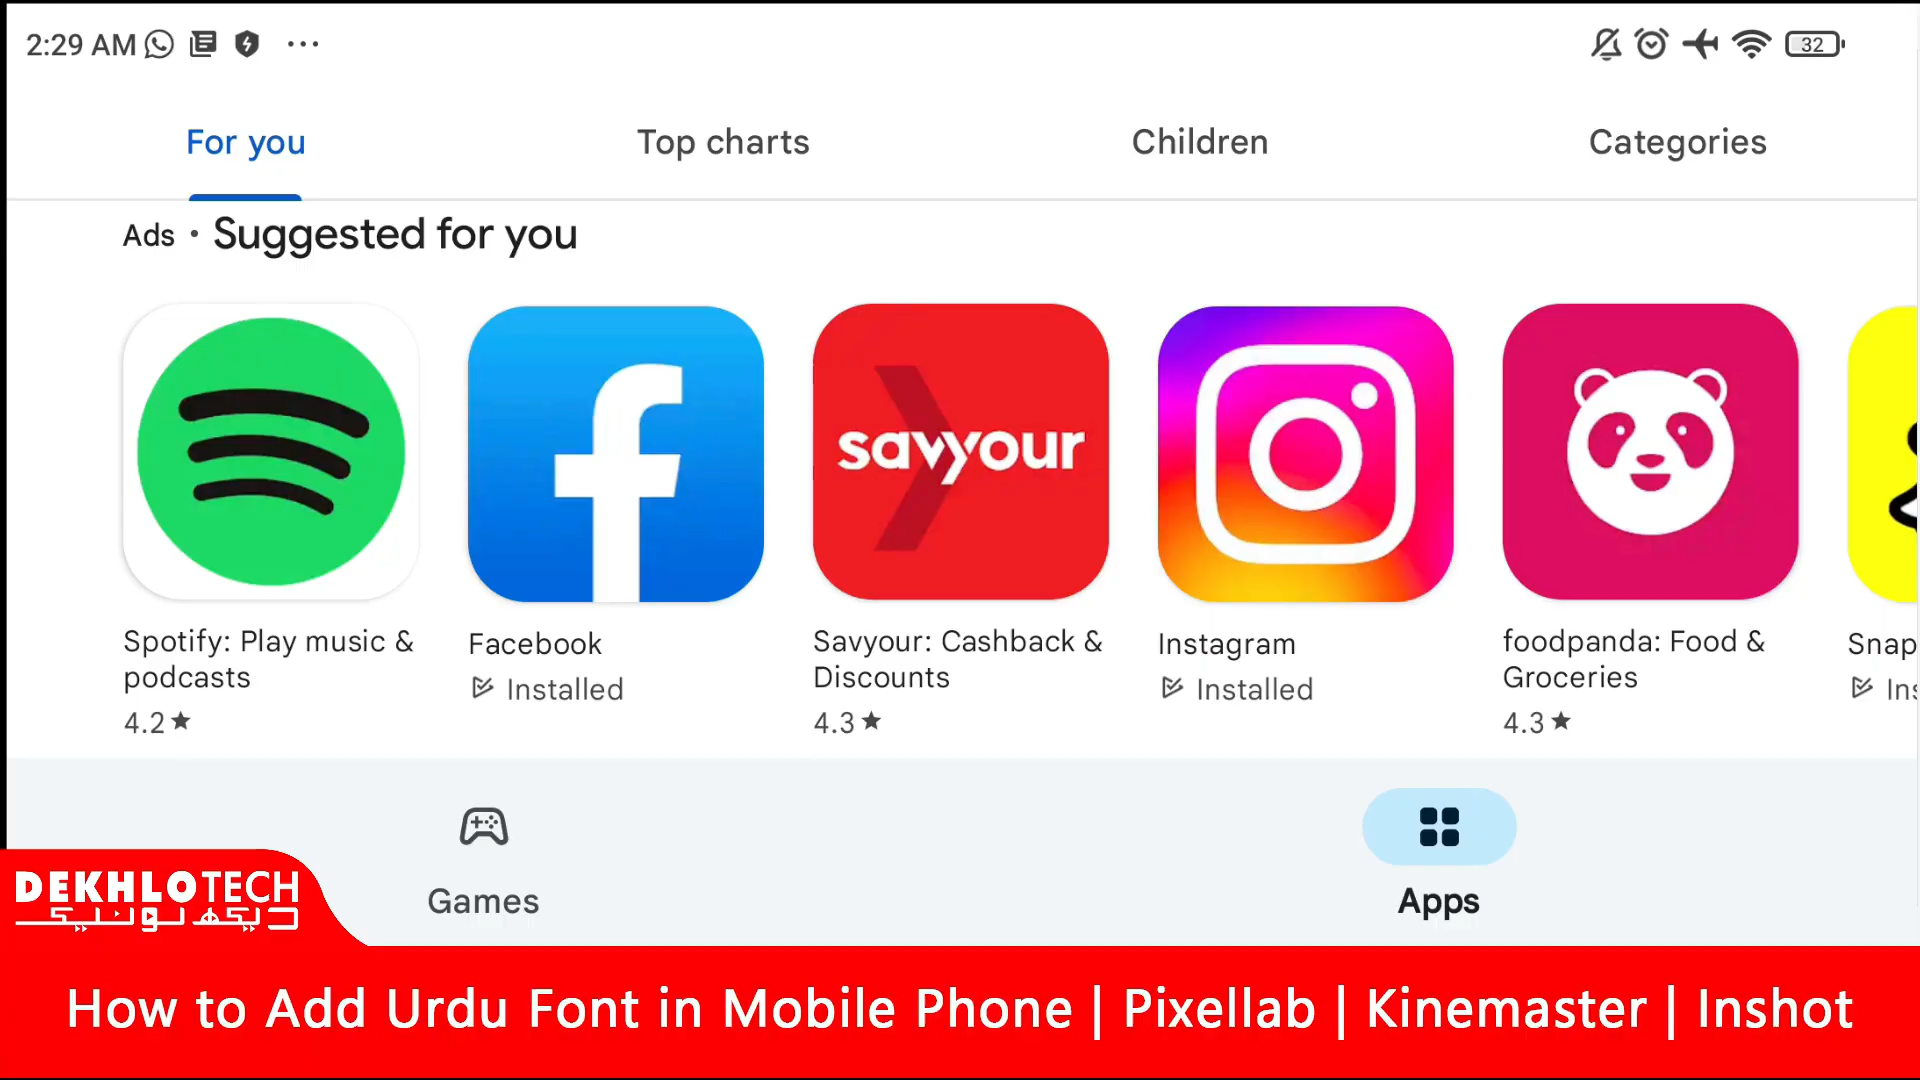 2:29 AM
32
For you Top charts Children Categories
Ads • Suggested for you
savyour
Spotify: Play music &
podcasts
4.2 ★
Facebook
Installed
Savyour: Cashback &
Discounts
4.3 ★
Instagram
Installed
foodpanda: Food &
Groceries
4.3 ★
Snap
Ins
Games
Apps
DEKHLOTECH
دیکھلوٹیک
How to Add Urdu Font in Mobile Phone | Pixellab | Kinemaster | Inshot